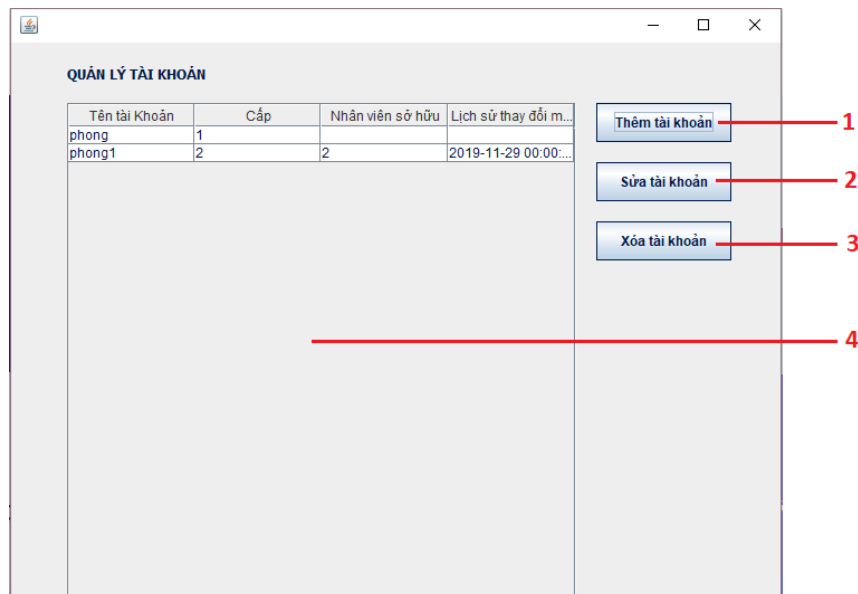 QUẢN LÝ TÀI KHOẢN
Tên tài Khoản Cấp Nhân viên sở hữu Lịch sử thay đổi m...
phong 1
phong1 2 2 2019-11-29 00:00:...
Thêm tài khoản 1
Sửa tài khoản 2
Xóa tài khoản 3
4